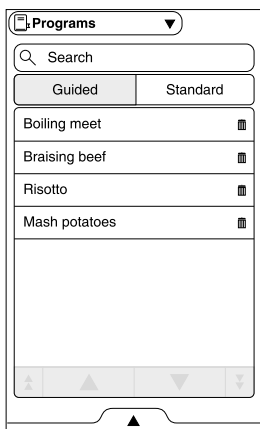 Programs
Search
Guided Standard
Boiling meet
Braising beef
Risotto
Mash potatoes